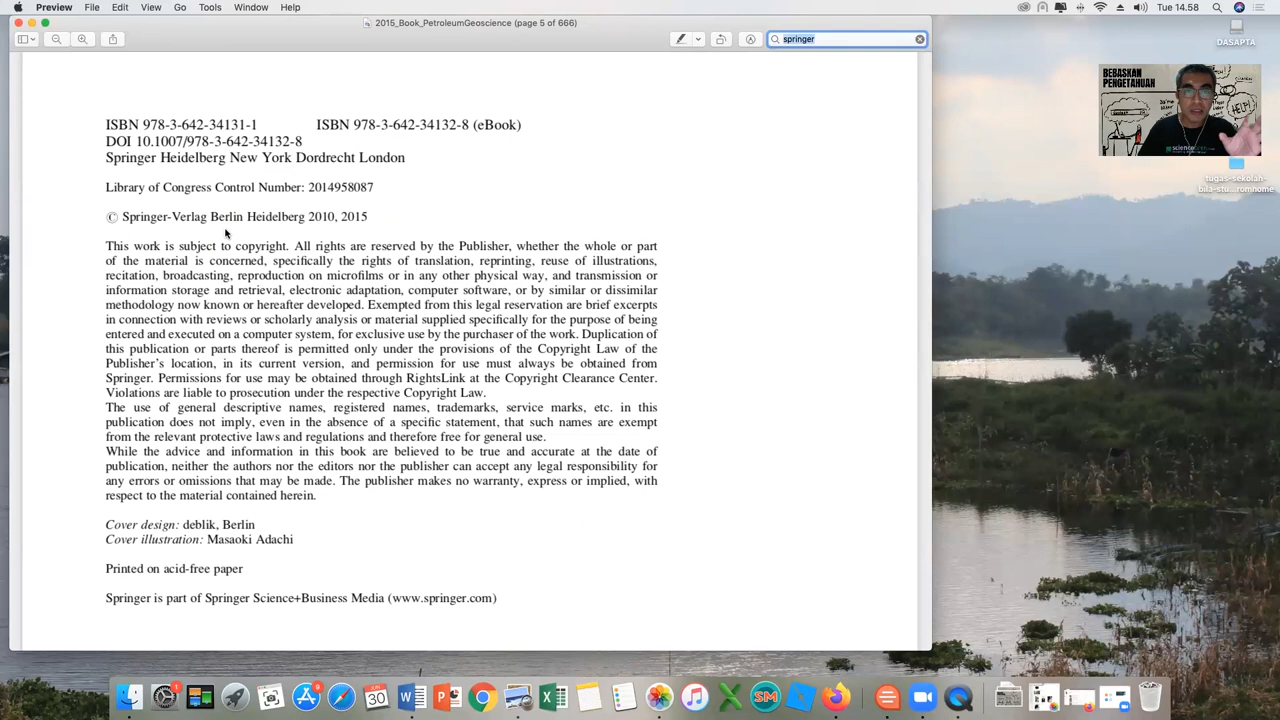 Preview File Edit View Go Tools Window Help
Tue 14.58
2015_Book_PetroleumGeoscience (page 5 of 666)
springer
DASAPTA
BEBASKAN
PENGETAHUAN
HELP!
tugas-sekolah-
bila-stu...romhome
ISBN 978-3-642-34131-1 ISBN 978-3-642-34132-8 (eBook)
DOI 10.1007/978-3-642-34132-8
Springer Heidelberg New York Dordrecht London
Library of Congress Control Number: 2014958087
© Springer-Verlag Berlin Heidelberg 2010, 2015
This work is subject to copyright. All rights are reserved by the Publisher, whether the whole or part
of the material is concerned, specifically the rights of translation, reprinting, reuse of illustrations,
recitation, broadcasting, reproduction on microfilms or in any other physical way, and transmission or
information storage and retrieval, electronic adaptation, computer software, or by similar or dissimilar
methodology now known or hereafter developed. Exempted from this legal reservation are brief excerpts
in connection with reviews or scholarly analysis or material supplied specifically for the purpose of being
entered and executed on a computer system, for exclusive use by the purchaser of the work. Duplication of
this publication or parts thereof is permitted only under the provisions of the Copyright Law of the
Publisher's location, in its current version, and permission for use must always be obtained from
Springer. Permissions for use may be obtained through RightsLink at the Copyright Clearance Center.
Violations are liable to prosecution under the respective Copyright Law.
The use of general descriptive names, registered names, trademarks, service marks, etc. in this
publication does not imply, even in the absence of a specific statement, that such names are exempt
from the relevant protective laws and regulations and therefore free for general use.
While the advice and information in this book are believed to be true and accurate at the date of
publication, neither the authors nor the editors nor the publisher can accept any legal responsibility for
any errors or omissions that may be made. The publisher makes no warranty, express or implied, with
respect to the material contained herein.
Cover design: deblik, Berlin
Cover illustration: Masaoki Adachi
Printed on acid-free paper
Springer is part of Springer Science+Business Media (www.springer.com)
1
9
JUN
30
SM